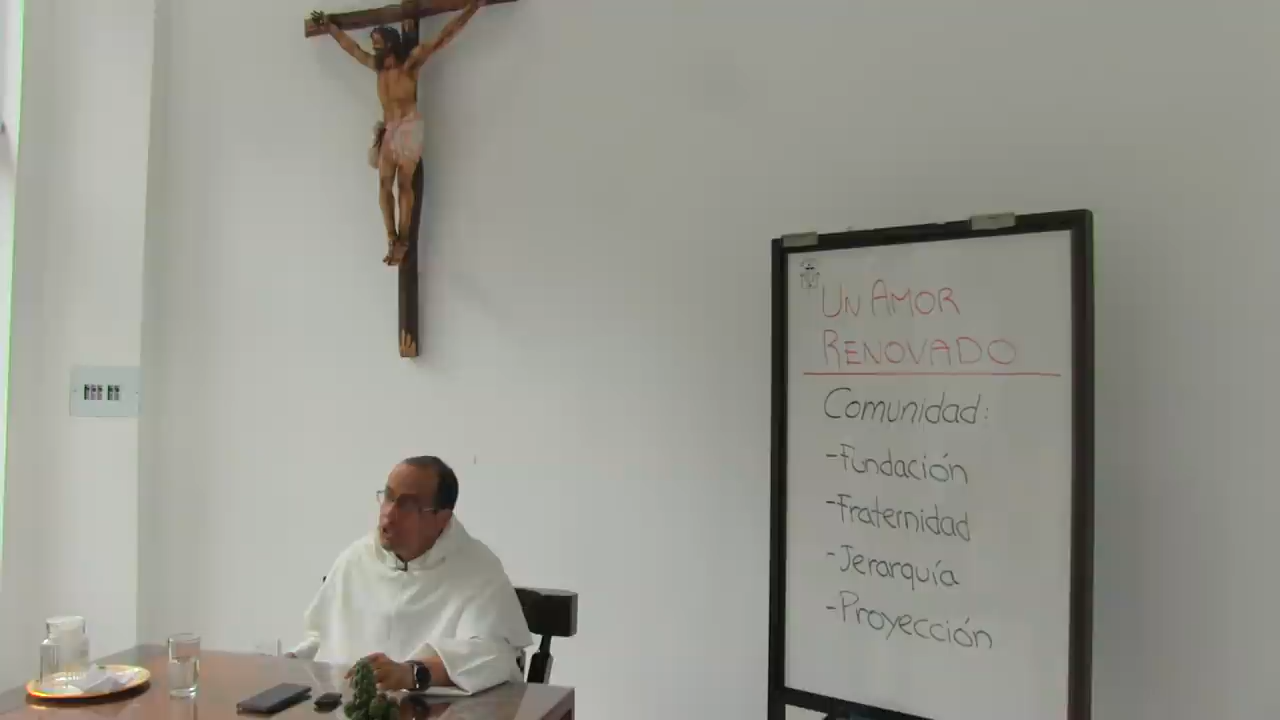 UN AMOR
RENOVADO
Comunidad:
-Fundación
-Fraternidad
-Jerarquía
-Proyección